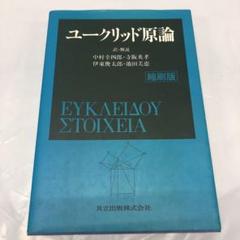 ユークリッド原論
訳・解説
中村幸四郎・寺阪英孝
伊東俊太郎・池田美恵
縮刷版
ΕΥΚΛΕΙΔΟΥ
ΣΤΟΙΧΕΙΑ
共立出版株式会社